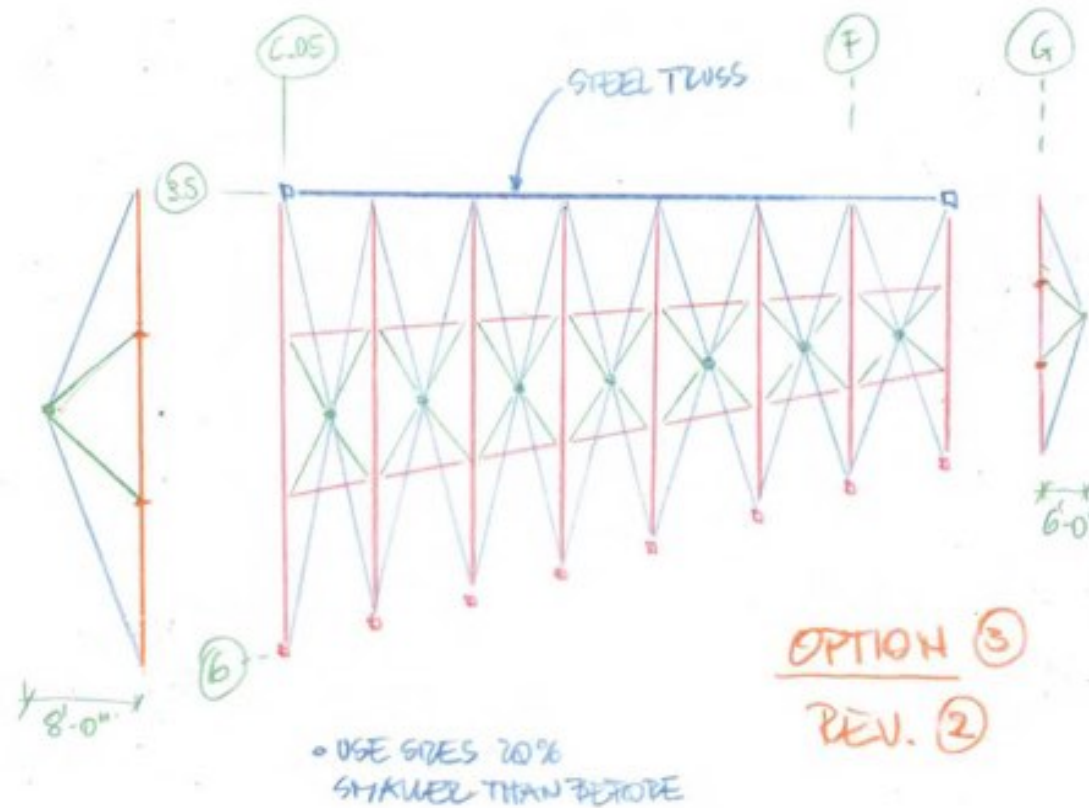 C.05
F
G
STEEL TRUSS
3.5
6
8'-0"
6'-0
OPTION 3
REV. 2
• USE SIZES 20%
SMALLER THAN BEFORE